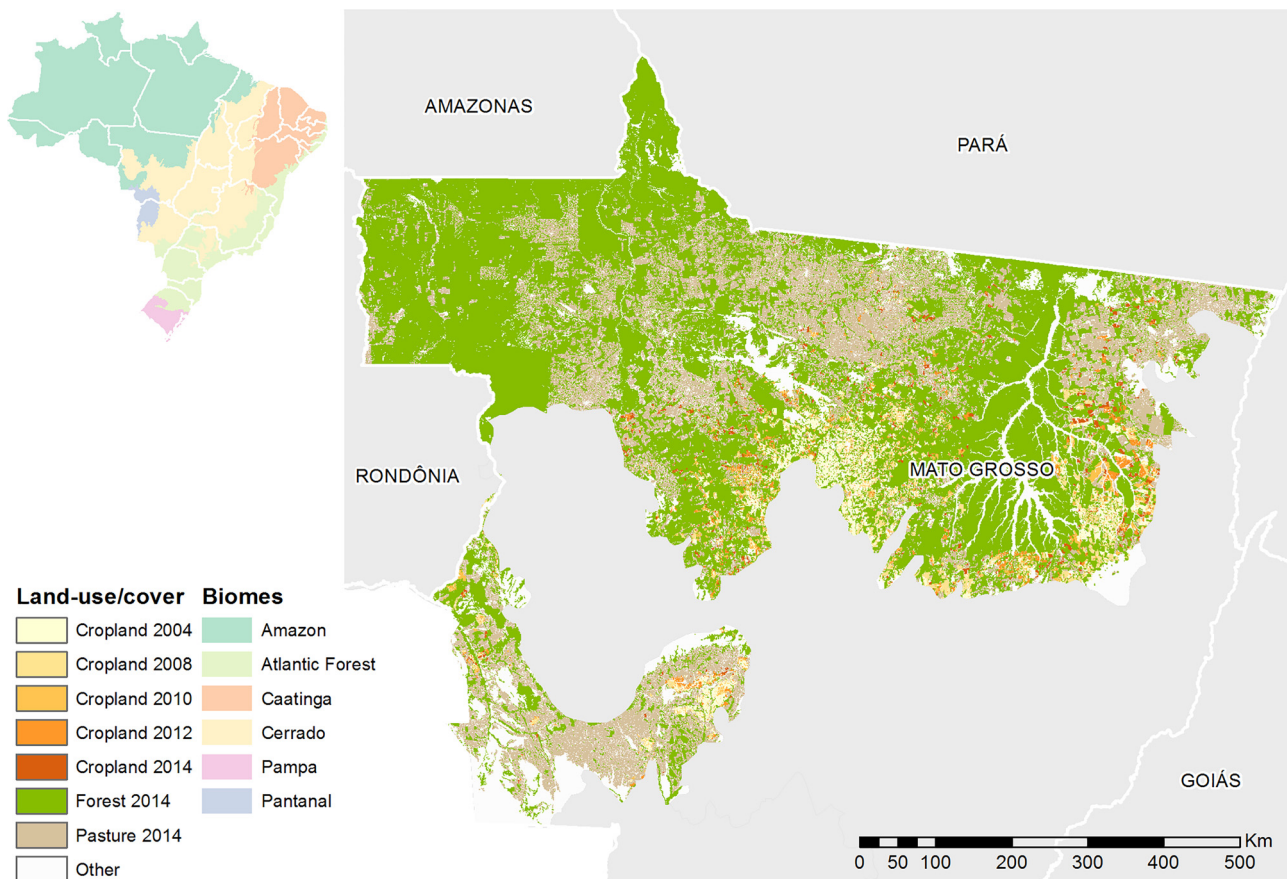 AMAZONAS
PARÁ
RONDÔNIA
MATO GROSSO
GOIÁS
Land-use/cover
Cropland 2004
Cropland 2008
Cropland 2010
Cropland 2012
Cropland 2014
Forest 2014
Pasture 2014
Other
Biomes
Amazon
Atlantic Forest
Caatinga
Cerrado
Pampa
Pantanal
Km
0 50 100 200 300 400 500